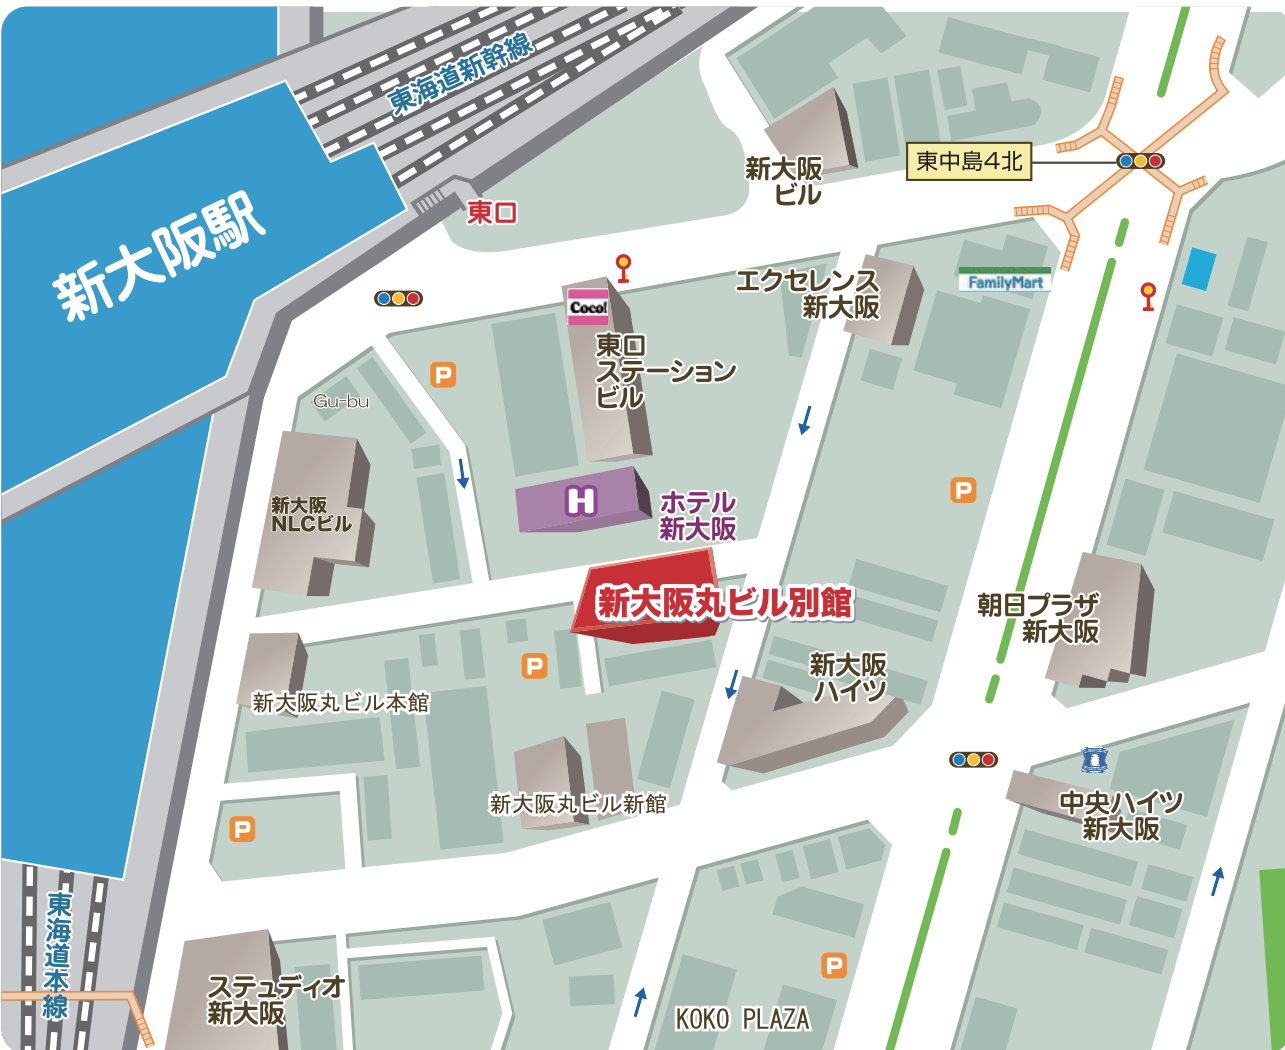 東海道新幹線
新大阪駅
東口
新大阪
ビル
東中島4北
エクセレンス
新大阪
FamilyMart
Coco!
東口
ステーション
ビル
P
Gu-bu
新大阪
NLCビル
H
ホテル
新大阪
P
新大阪丸ビル別館
朝日プラザ
新大阪
P
新大阪
ハイツ
新大阪丸ビル本館
新大阪丸ビル新館
中央ハイツ
新大阪
P
東海道本線
ステュディオ
新大阪
P
KOKO PLAZA